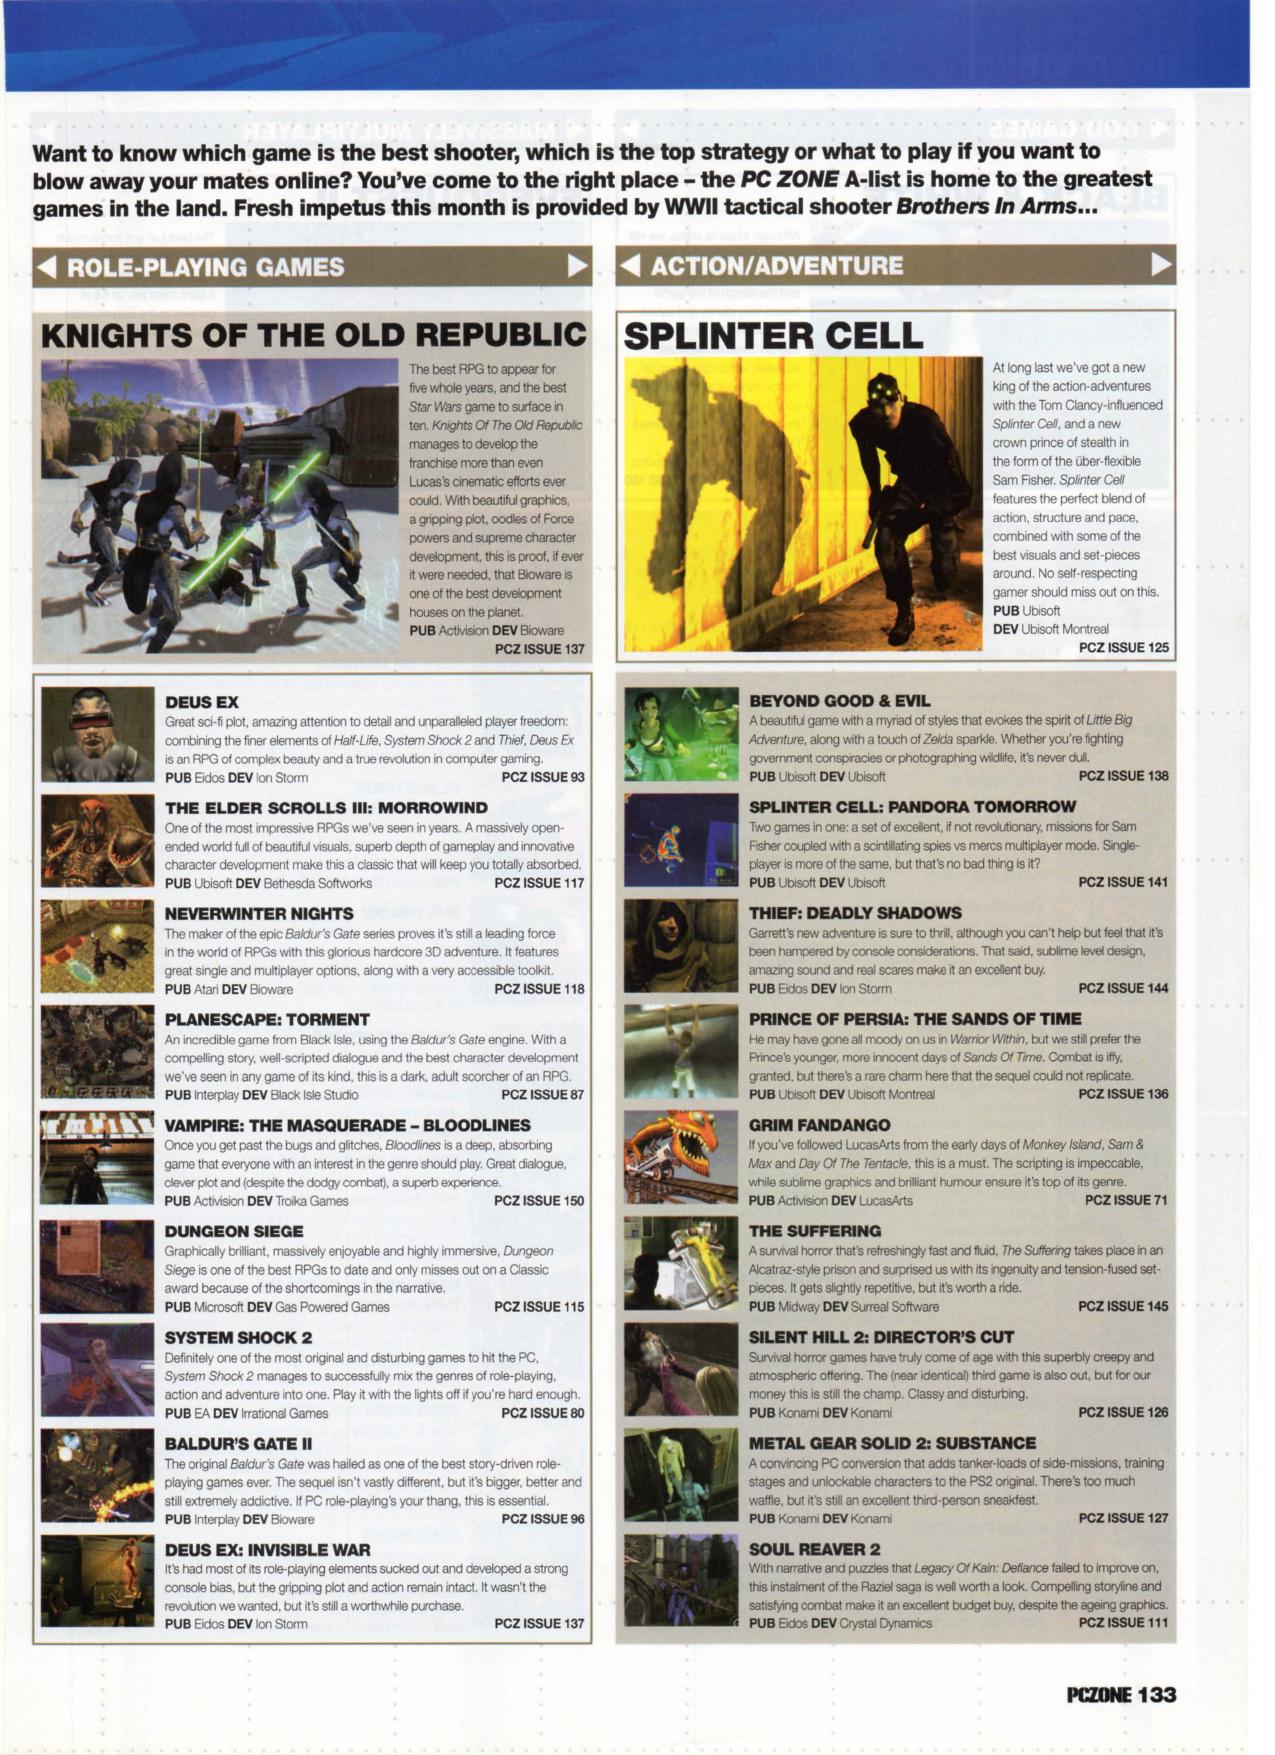 Want to know which game is the best shooter, which is the top strategy or what to play if you want to
blow away your mates online? You've come to the right place – the PC ZONE A-list is home to the greatest
games in the land. Fresh impetus this month is provided by WWII tactical shooter Brothers In Arms...
ROLE-PLAYING GAMES
KNIGHTS OF THE OLD REPUBLIC
The best RPG to appear for
five whole years, and the best
Star Wars game to surface in
ten. Knights Of The Old Republic
manages to develop the
franchise more than even
Lucas's cinematic efforts ever
could. With beautiful graphics,
a gripping plot, oodles of Force
powers and supreme character
development, this is proof, if ever
it were needed, that Bioware is
one of the best development
houses on the planet.
PUB Activision DEV Bioware
PCZ ISSUE 137
DEUS EX
Great sci-fi plot, amazing attention to detail and unparalleled player freedom:
combining the finer elements of Half-Life, System Shock 2 and Thief, Deus Ex
is an RPG of complex beauty and a true revolution in computer gaming.
PUB Eidos DEV Ion Storm PCZ ISSUE 93
THE ELDER SCROLLS III: MORROWIND
One of the most impressive RPGs we've seen in years. A massively open-
ended world full of beautiful visuals, superb depth of gameplay and innovative
character development make this a classic that will keep you totally absorbed.
PUB Ubisoft DEV Bethesda Softworks PCZ ISSUE 117
NEVERWINTER NIGHTS
The maker of the epic Baldur's Gate series proves it's still a leading force
in the world of RPGs with this glorious hardcore 3D adventure. It features
great single and multiplayer options, along with a very accessible toolkit.
PUB Atari DEV Bioware PCZ ISSUE 118
PLANESCAPE: TORMENT
An incredible game from Black Isle, using the Baldur's Gate engine. With a
compelling story, well-scripted dialogue and the best character development
we've seen in any game of its kind, this is a dark, adult scorcher of an RPG.
PUB Interplay DEV Black Isle Studio PCZ ISSUE 87
VAMPIRE: THE MASQUERADE – BLOODLINES
Once you get past the bugs and glitches, Bloodlines is a deep, absorbing
game that everyone with an interest in the genre should play. Great dialogue,
clever plot and (despite the dodgy combat), a superb experience.
PUB Activision DEV Troika Games PCZ ISSUE 150
DUNGEON SIEGE
Graphically brilliant, massively enjoyable and highly immersive, Dungeon
Siege is one of the best RPGs to date and only misses out on a Classic
award because of the shortcomings in the narrative.
PUB Microsoft DEV Gas Powered Games PCZ ISSUE 115
SYSTEM SHOCK 2
Definitely one of the most original and disturbing games to hit the PC,
System Shock 2 manages to successfully mix the genres of role-playing,
action and adventure into one. Play it with the lights off if you're hard enough.
PUB EA DEV Irrational Games PCZ ISSUE 80
BALDUR'S GATE II
The original Baldur's Gate was hailed as one of the best story-driven role-
playing games ever. The sequel isn't vastly different, but it's bigger, better and
still extremely addictive. If PC role-playing's your thang, this is essential.
PUB Interplay DEV Bioware PCZ ISSUE 96
DEUS EX: INVISIBLE WAR
It's had most of its role-playing elements sucked out and developed a strong
console bias, but the gripping plot and action remain intact. It wasn't the
revolution we wanted, but it's still a worthwhile purchase.
PUB Eidos DEV Ion Storm PCZ ISSUE 137
ACTION/ADVENTURE
SPLINTER CELL
At long last we've got a new
king of the action-adventures
with the Tom Clancy-influenced
Splinter Cell, and a new
crown prince of stealth in
the form of the über-flexible
Sam Fisher. Splinter Cell
features the perfect blend of
action, structure and pace,
combined with some of the
best visuals and set-pieces
around. No self-respecting
gamer should miss out on this.
PUB Ubisoft
DEV Ubisoft Montreal
PCZ ISSUE 125
BEYOND GOOD & EVIL
A beautiful game with a myriad of styles that evokes the spirit of Little Big
Adventure, along with a touch of Zelda sparkle. Whether you're fighting
government conspiracies or photographing wildlife, it's never dull.
PUB Ubisoft DEV Ubisoft PCZ ISSUE 138
SPLINTER CELL: PANDORA TOMORROW
Two games in one: a set of excellent, if not revolutionary, missions for Sam
Fisher coupled with a scintillating spies vs mercs multiplayer mode. Single-
player is more of the same, but that's no bad thing is it?
PUB Ubisoft DEV Ubisoft PCZ ISSUE 141
THIEF: DEADLY SHADOWS
Garrett's new adventure is sure to thrill, although you can't help but feel that it's
been hampered by console considerations. That said, sublime level design,
amazing sound and real scares make it an excellent buy.
PUB Eidos DEV Ion Storm PCZ ISSUE 144
PRINCE OF PERSIA: THE SANDS OF TIME
He may have gone all moody on us in Warrior Within, but we still prefer the
Prince's younger, more innocent days of Sands Of Time. Combat is iffy,
granted, but there's a rare charm here that the sequel could not replicate.
PUB Ubisoft DEV Ubisoft Montreal PCZ ISSUE 136
GRIM FANDANGO
If you've followed LucasArts from the early days of Monkey Island, Sam &
Max and Day Of The Tentacle, this is a must. The scripting is impeccable,
while sublime graphics and brilliant humour ensure it's top of its genre.
PUB Activision DEV LucasArts PCZ ISSUE 71
THE SUFFERING
A survival horror that's refreshingly fast and fluid, The Suffering takes place in an
Alcatraz-style prison and surprised us with its ingenuity and tension-fused set-
pieces. It gets slightly repetitive, but it's worth a ride.
PUB Midway DEV Surreal Software PCZ ISSUE 145
SILENT HILL 2: DIRECTOR'S CUT
Survival horror games have truly come of age with this superbly creepy and
atmospheric offering. The (near identical) third game is also out, but for our
money this is still the champ. Classy and disturbing.
PUB Konami DEV Konami PCZ ISSUE 126
METAL GEAR SOLID 2: SUBSTANCE
A convincing PC conversion that adds tanker-loads of side-missions, training
stages and unlockable characters to the PS2 original. There's too much
waffle, but it's still an excellent third-person sneakfest.
PUB Konami DEV Konami PCZ ISSUE 127
SOUL REAVER 2
With narrative and puzzles that Legacy Of Kain: Defiance failed to improve on,
this instalment of the Raziel saga is well worth a look. Compelling storyline and
satisfying combat make it an excellent budget buy, despite the ageing graphics.
PUB Eidos DEV Crystal Dynamics PCZ ISSUE 111
PCZONE 133